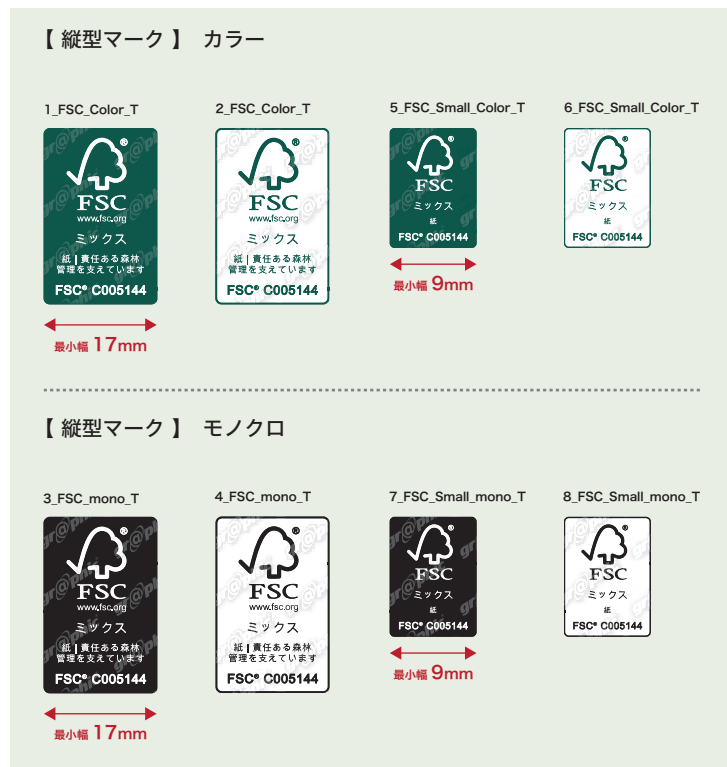 【 縦型マーク 】 カラー
1_FSC_Color_T
2_FSC_Color_T
5_FSC_Small_Color_T
6_FSC_Small_Color_T
®
FSC
www.fsc.org
ミックス
紙 | 責任ある森林
管理を支えています
FSC® C005144
®
FSC
www.fsc.org
ミックス
紙 | 責任ある森林
管理を支えています
FSC® C005144
®
FSC
ミックス
紙
FSC® C005144
®
FSC
ミックス
紙
FSC® C005144
最小幅 17mm
最小幅 9mm
【 縦型マーク 】 モノクロ
3_FSC_mono_T
4_FSC_mono_T
7_FSC_Small_mono_T
8_FSC_Small_mono_T
®
FSC
www.fsc.org
ミックス
紙 | 責任ある森林
管理を支えています
FSC® C005144
®
FSC
www.fsc.org
ミックス
紙 | 責任ある森林
管理を支えています
FSC® C005144
®
FSC
ミックス
紙
FSC® C005144
®
FSC
ミックス
紙
FSC® C005144
最小幅 17mm
最小幅 9mm